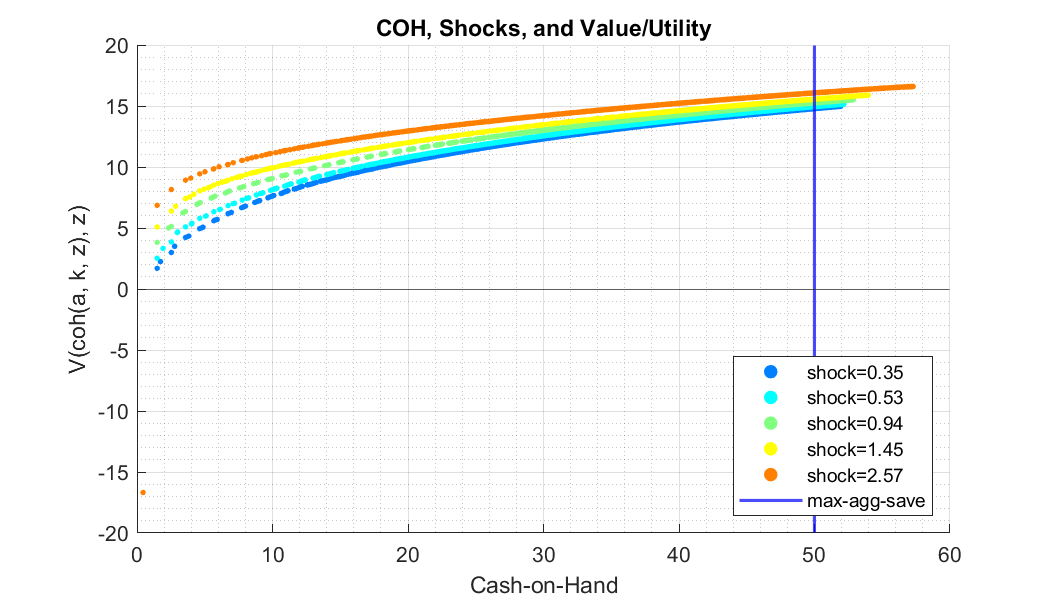 COH, Shocks, and Value/Utility
V(coh(a, k, z), z)
20
15
10
5
0
-5
-10
-15
-20
shock=0.35
shock=0.53
shock=0.94
shock=1.45
shock=2.57
max-agg-save
0 10 20 30 40 50 60
Cash-on-Hand